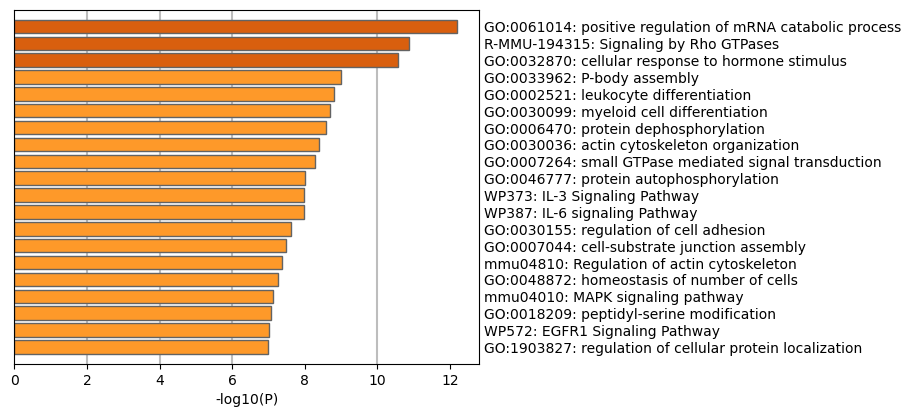 GO:0061014: positive regulation of mRNA catabolic process
R-MMU-194315: Signaling by Rho GTPases
GO:0032870: cellular response to hormone stimulus
GO:0033962: P-body assembly
GO:0002521: leukocyte differentiation
GO:0030099: myeloid cell differentiation
GO:0006470: protein dephosphorylation
GO:0030036: actin cytoskeleton organization
GO:0007264: small GTPase mediated signal transduction
GO:0046777: protein autophosphorylation
WP373: IL-3 Signaling Pathway
WP387: IL-6 signaling Pathway
GO:0030155: regulation of cell adhesion
GO:0007044: cell-substrate junction assembly
mmu04810: Regulation of actin cytoskeleton
GO:0048872: homeostasis of number of cells
mmu04010: MAPK signaling pathway
GO:0018209: peptidyl-serine modification
WP572: EGFR1 Signaling Pathway
GO:1903827: regulation of cellular protein localization
0 2 4 6 8 10 12
-log10(P)